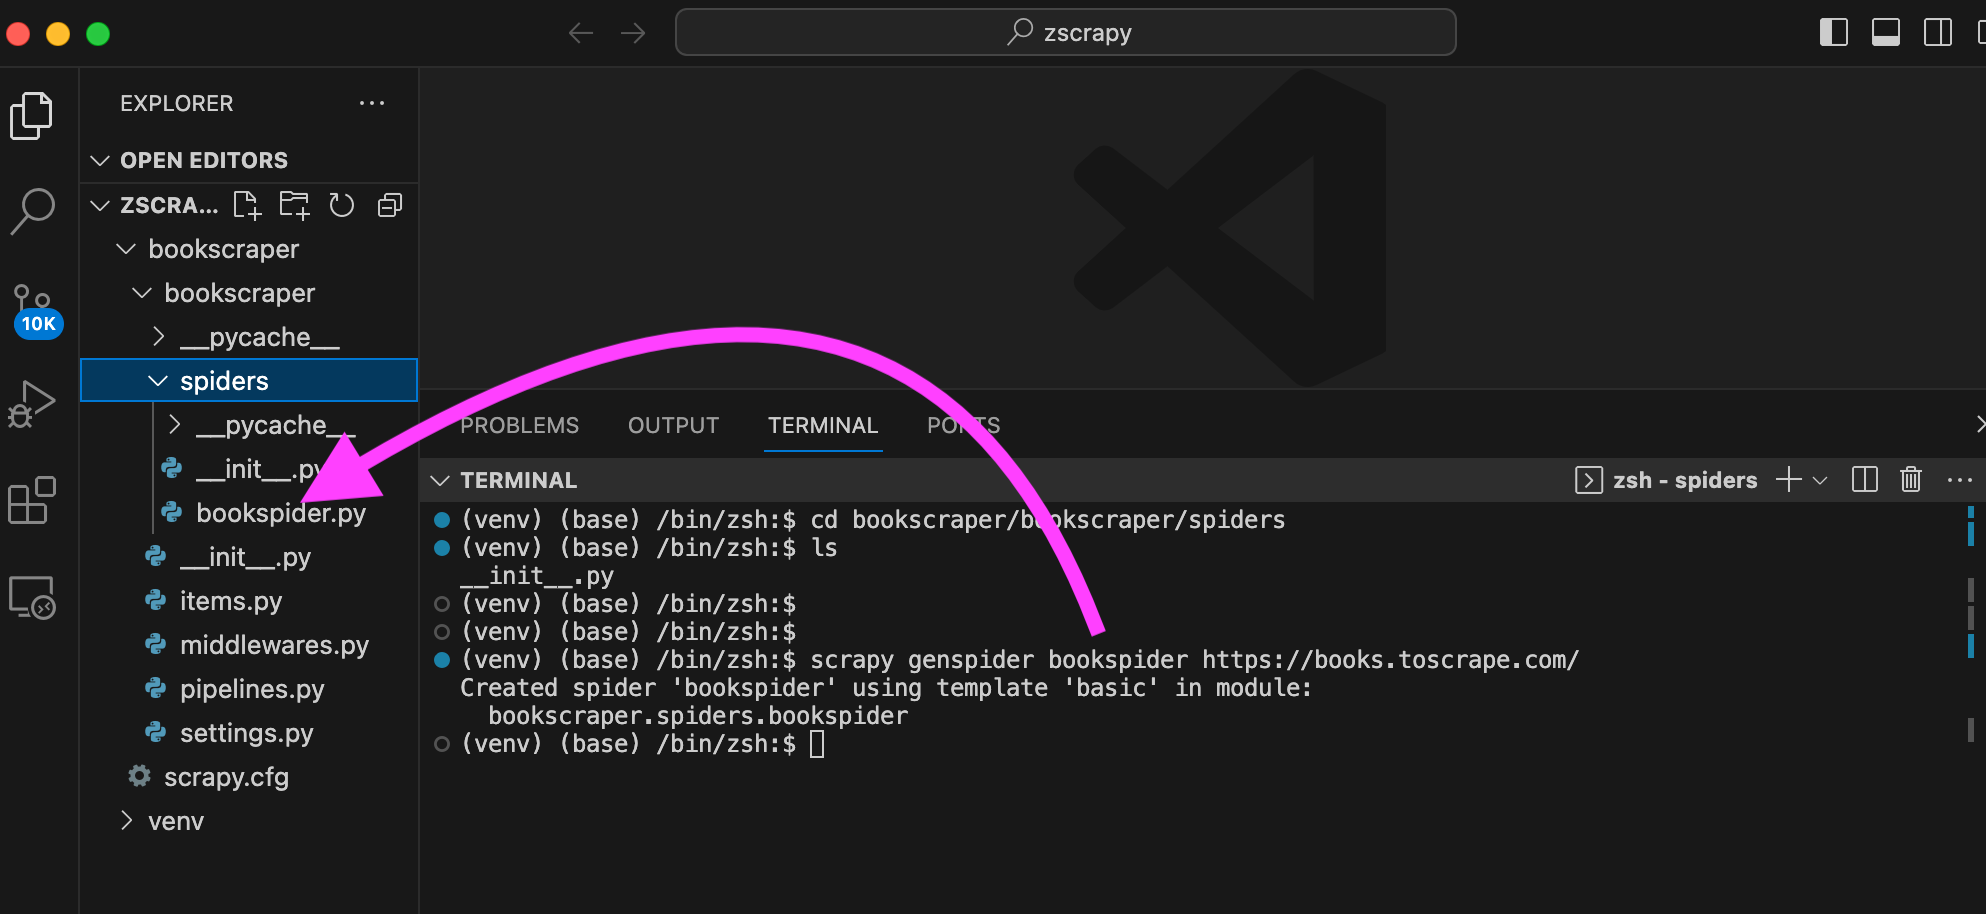 zscrapy
EXPLORER
OPEN EDITORS
ZSCRA...
bookscraper
bookscraper
__pycache__
spiders
__pycache__
__init__.py
bookspider.py
__init__.py
items.py
middlewares.py
pipelines.py
settings.py
scrapy.cfg
venv
10K
PROBLEMS
OUTPUT
TERMINAL
PORTS
TERMINAL
zsh - spiders
(venv) (base) /bin/zsh:$ cd bookscraper/bookscraper/spiders
(venv) (base) /bin/zsh:$ ls
__init__.py
(venv) (base) /bin/zsh:$
(venv) (base) /bin/zsh:$
(venv) (base) /bin/zsh:$ scrapy genspider bookspider https://books.toscrape.com/
Created spider 'bookspider' using template 'basic' in module:
bookscraper.spiders.bookspider
(venv) (base) /bin/zsh:$